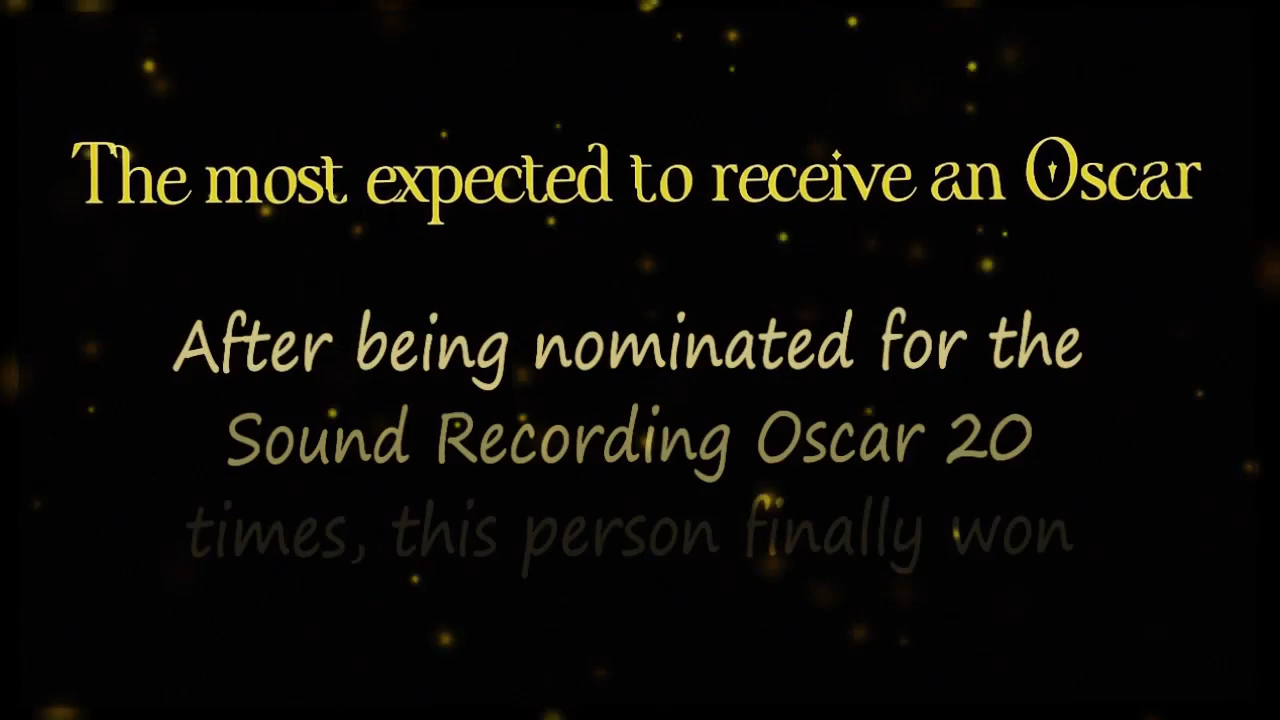 The most expected to receive an Oscar
After being nominated for the
Sound Recording Oscar 20
times, this person finally won